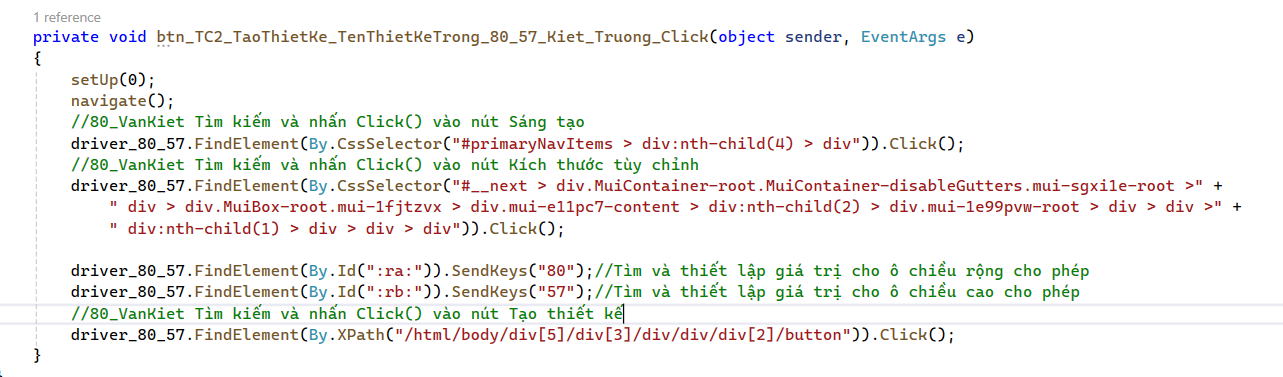 1 reference
private void btn_TC2_TaoThietKe_TenThietKeTrong_80_57_Kiet_Truong_Click(object sender, EventArgs e)
{
setUp(0);
navigate();
//80_VanKiet Tìm kiếm và nhấn Click() vào nút Sáng tạo
driver_80_57.FindElement(By.CssSelector("#primaryNavItems > div:nth-child(4) > div")).Click();
//80_VanKiet Tìm kiếm và nhấn Click() vào nút Kích thước tùy chỉnh
driver_80_57.FindElement(By.CssSelector("#__next > div.MuiContainer-root.MuiContainer-disableGutters.mui-sgxi1e-root >" +
" div > div.MuiBox-root.mui-1fjtzvx > div.mui-e11pc7-content > div:nth-child(2) > div.mui-1e99pvw-root > div > div >" +
" div:nth-child(1) > div > div > div")).Click();
driver_80_57.FindElement(By.Id(":ra:")).SendKeys("80");//Tìm và thiết lập giá trị cho ô chiều rộng cho phép
driver_80_57.FindElement(By.Id(":rb:")).SendKeys("57");//Tìm và thiết lập giá trị cho ô chiều cao cho phép
//80_VanKiet Tìm kiếm và nhấn Click() vào nút Tạo thiết kế
driver_80_57.FindElement(By.XPath("/html/body/div[5]/div[3]/div/div/div[2]/button")).Click();
}